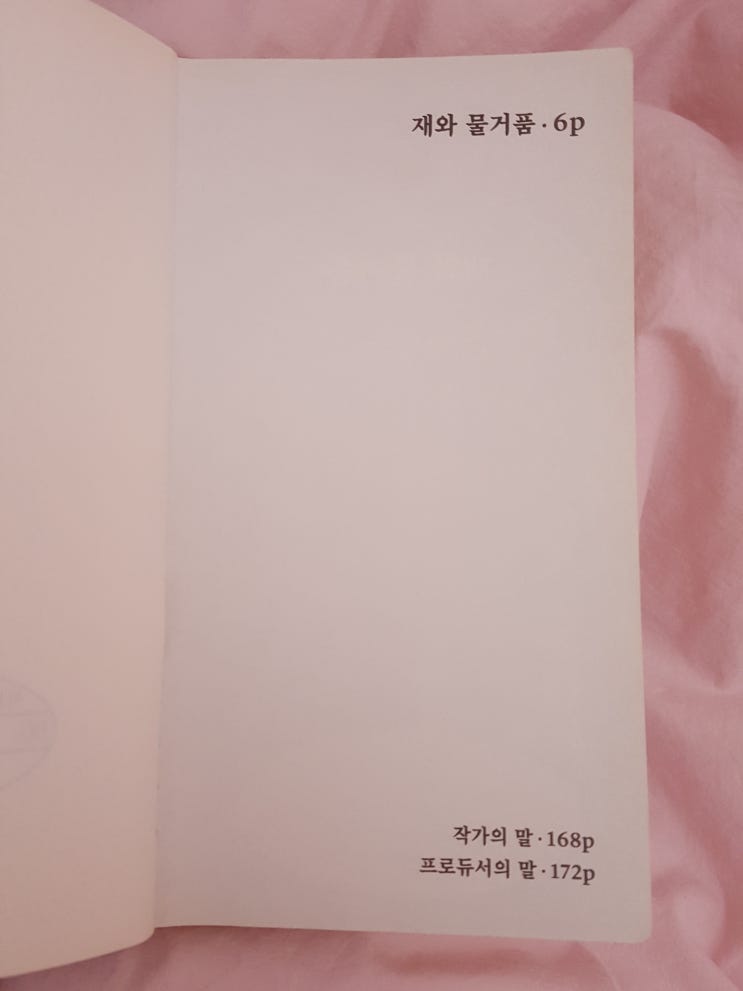 재와 물거품 · 6p
작가의 말 · 168p
프로듀서의 말 · 172p